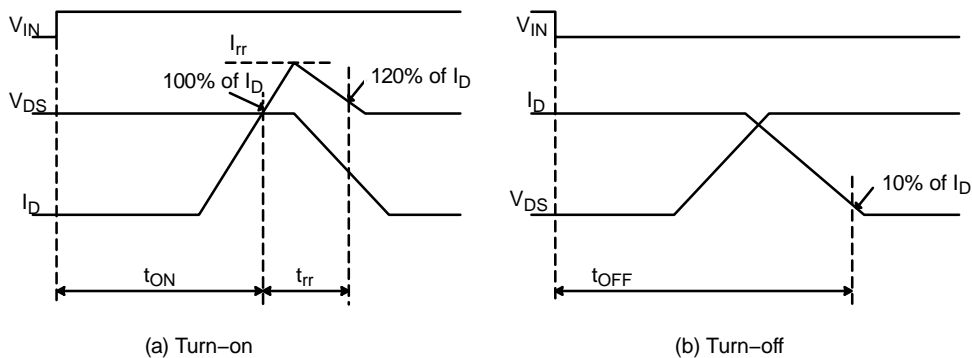 VIN
Irr
100% of ID
120% of ID
VDS
ID
tON
trr
(a) Turn−on
VIN
ID
VDS
10% of ID
tOFF
(b) Turn−off